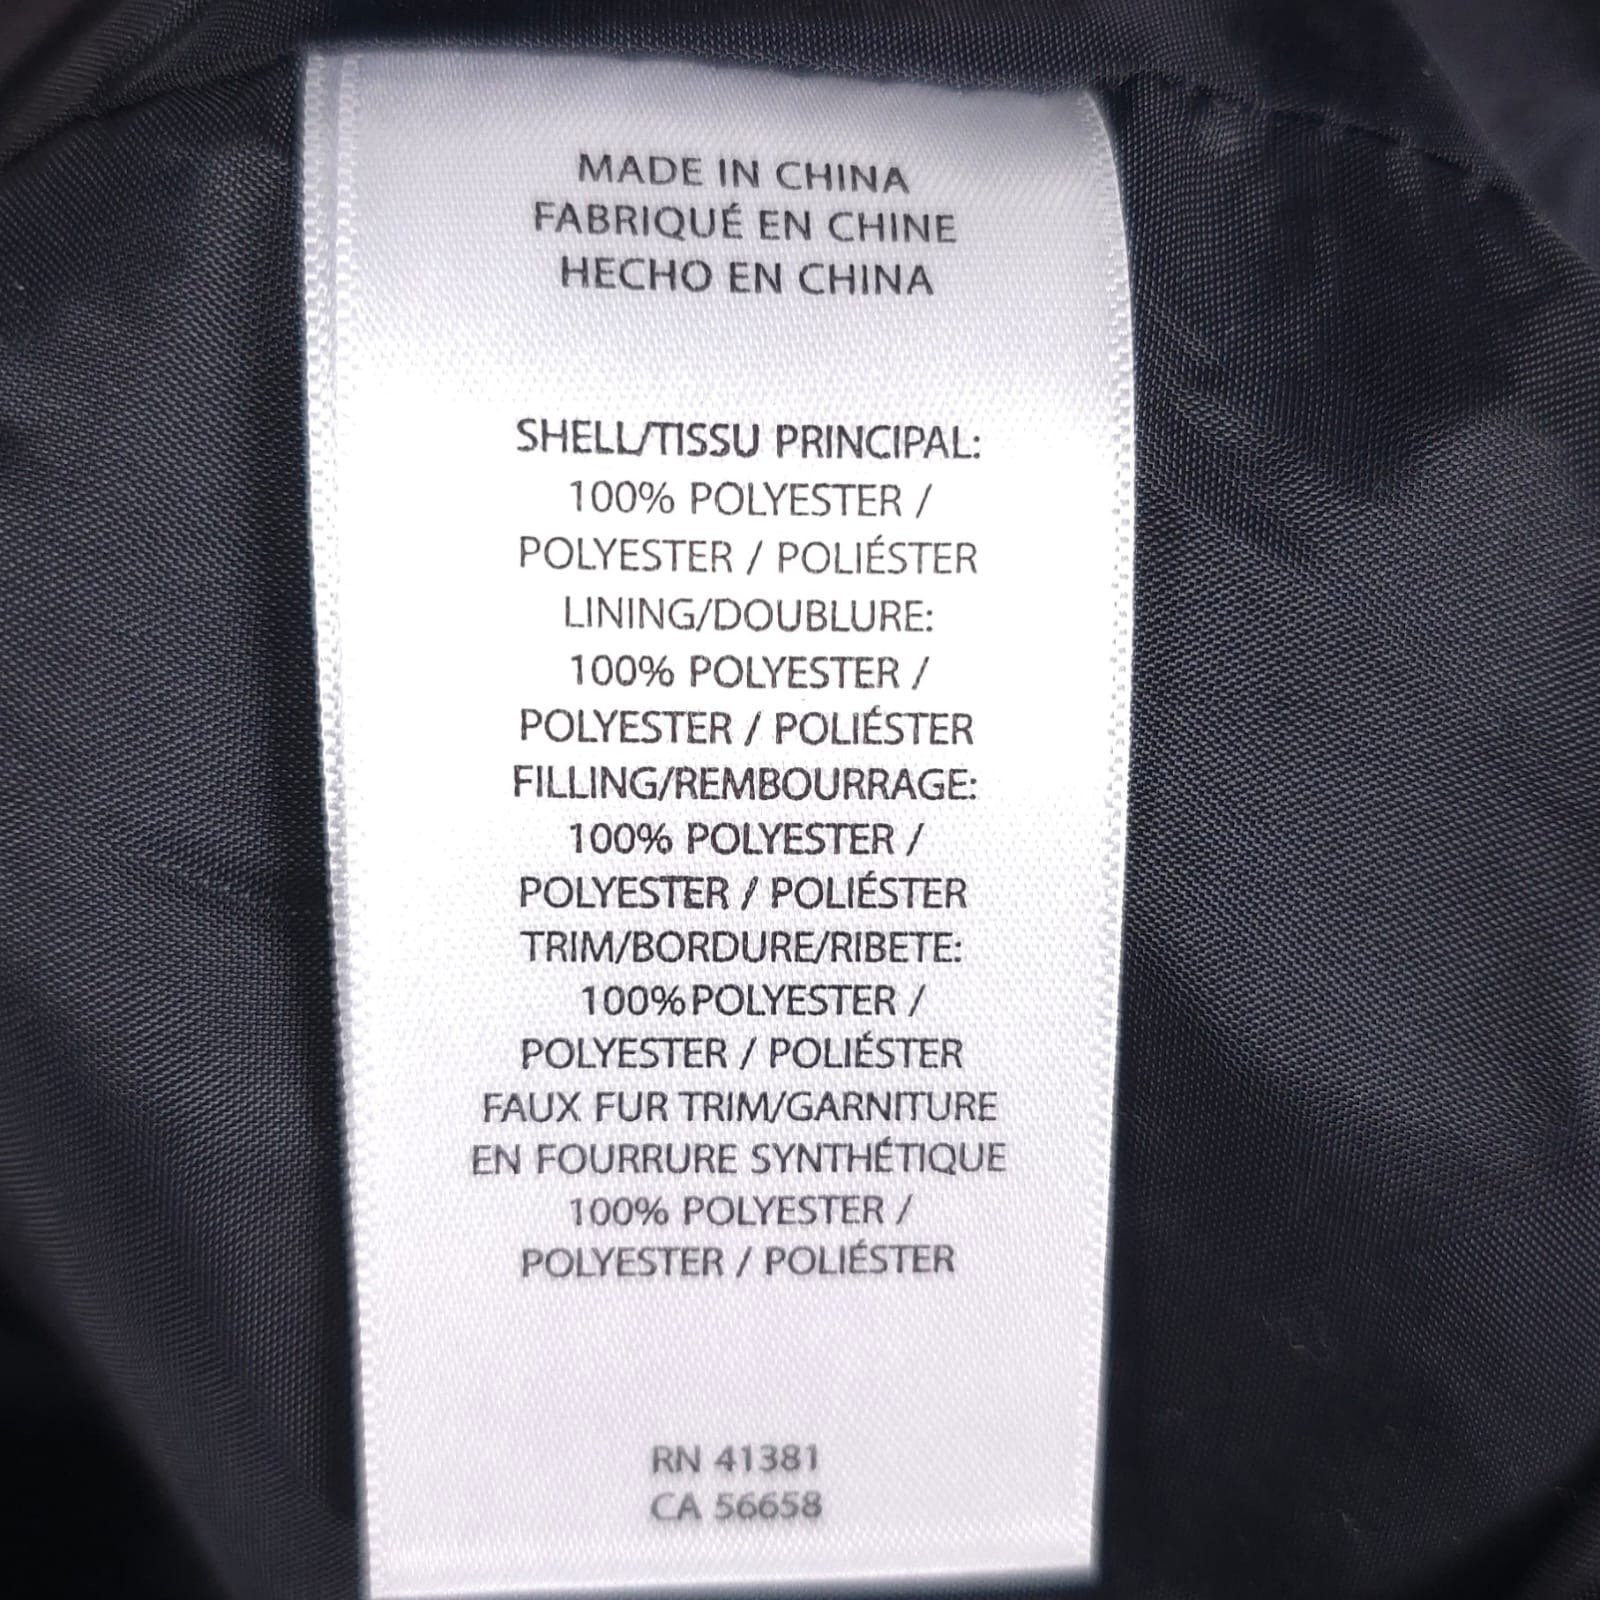 MADE IN CHINA
FABRIQUÉ EN CHINE
HECHO EN CHINA
SHELL/TISSU PRINCIPAL:
100% POLYESTER /
POLYESTER / POLIÉSTER
LINING/DOUBLURE:
100% POLYESTER /
POLYESTER / POLIÉSTER
FILLING/REMBOURRAGE:
100% POLYESTER /
POLYESTER / POLIÉSTER
TRIM/BORDURE/RIBETE:
100%POLYESTER /
POLYESTER / POLIÉSTER
FAUX FUR TRIM/GARNITURE
EN FOURRURE SYNTHÉTIQUE
100% POLYESTER /
POLYESTER / POLIÉSTER
RN 41381
CA 56658